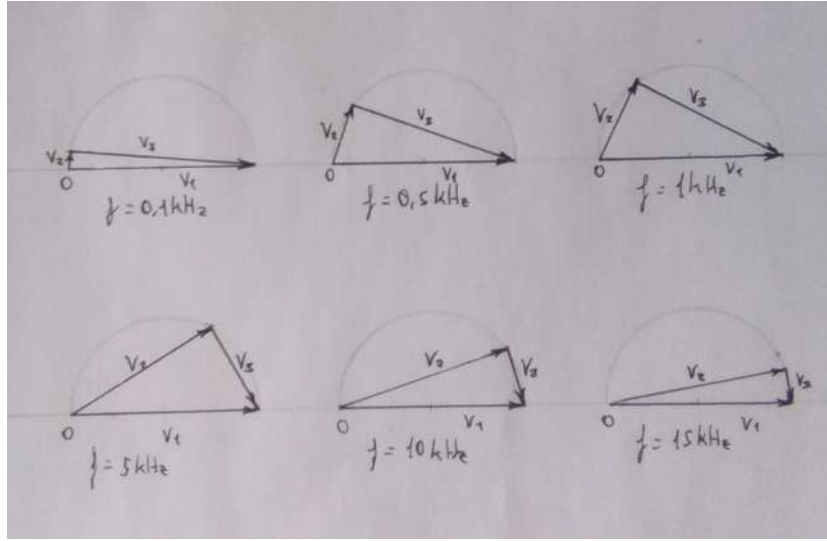 V₂ V₃
0 V₁
f = 0,1 kHz
V₂ V₃
0 V₁
f = 0,5 kHz
V₂ V₃
0 V₁
f = 1 kHz
V₂ V₃
0 V₁
f = 5 kHz
V₂ V₃
0 V₁
f = 10 kHz
V₂ V₃
0 V₁
f = 15 kHz